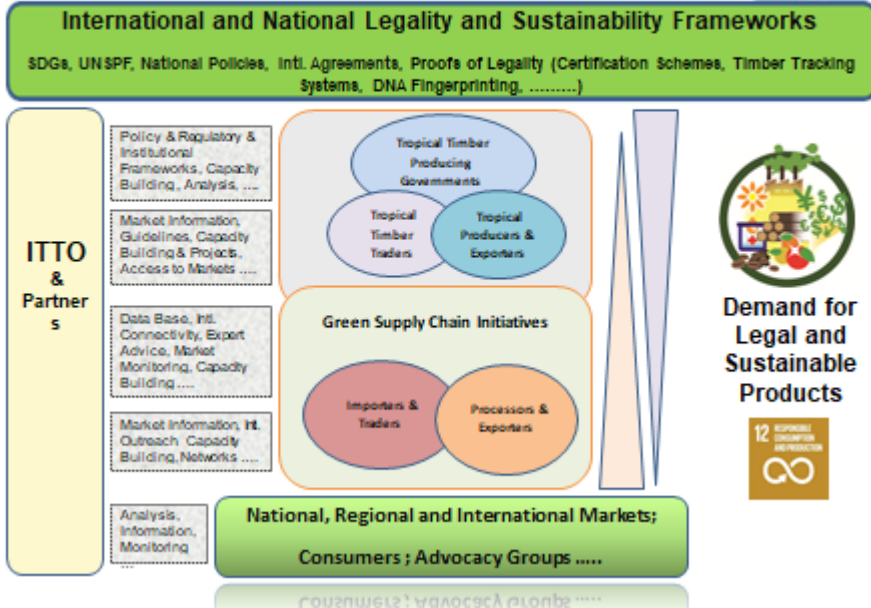 International and National Legality and Sustainability Frameworks
SDGs, UNSPF, National Policies, Intl. Agreements, Proofs of Legality (Certification Schemes, Timber Tracking
Systems, DNA Fingerprinting, .........)
ITTO
&
Partner
s
Policy & Regulatory &
Institutional
Frameworks, Capacity
Building, Analysis, ....
Market Information,
Guidelines, Capacity
Building & Projects,
Access to Markets .....
Data Base, Intl.
Connectivity, Expert
Advice, Market
Monitoring, Capacity
Building ....
Market Information, Int.
Outreach Capacity
Building, Networks .....
Analysis,
Information,
Monitoring
...
Tropical Timber
Producing
Governments
Tropical
Timber
Traders
Tropical
Producers &
Exporters
Green Supply Chain Initiatives
Importers &
Traders
Processors &
Exporters
National, Regional and International Markets;
Consumers ; Advocacy Groups .....
Demand for
Legal and
Sustainable
Products
12 RESPONSIBLE
CONSUMPTION
AND PRODUCTION